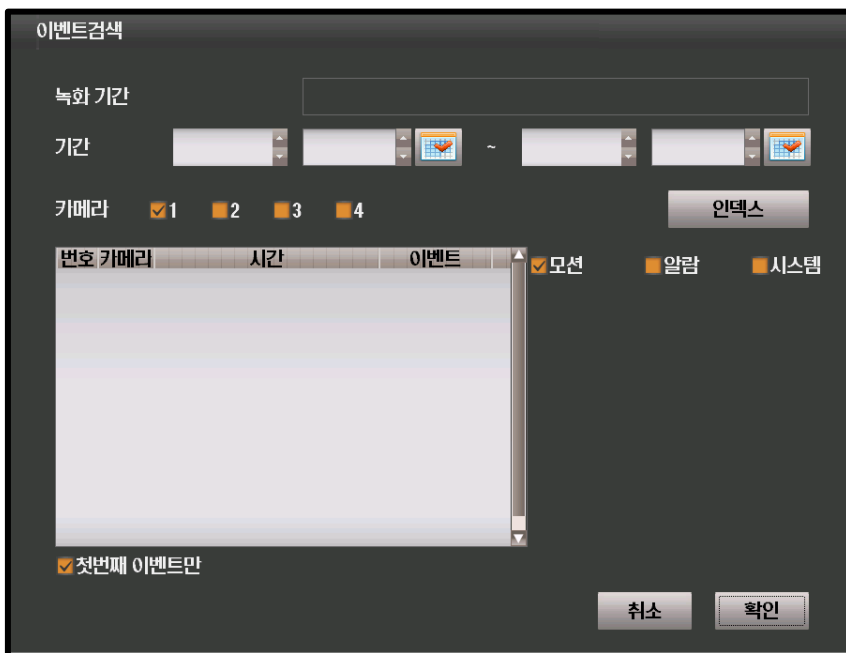 이벤트검색
녹화 기간
기간 ~
카메라 1 2 3 4 인덱스
번호 카메라 시간 이벤트
모션 알람 시스템
첫번째 이벤트만
취소 확인